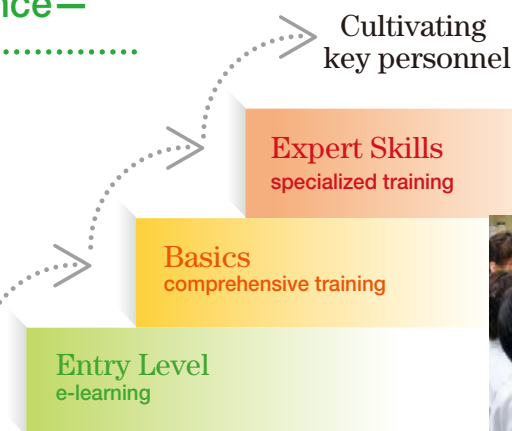 Cultivating
key personnel
Expert Skills
specialized training
Basics
comprehensive training
Entry Level
e-learning